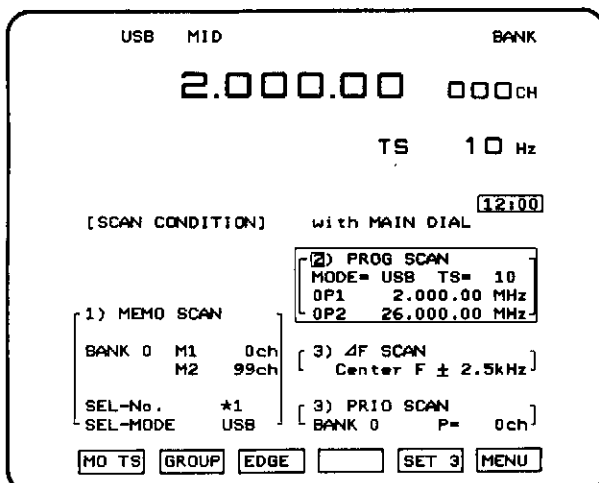 USB MID BANK
2.000.00 000CH
TS 10 Hz
12:00
[SCAN CONDITION] with MAIN DIAL
2) PROG SCAN
MODE= USB TS= 10
0P1 2.000.00 MHz
0P2 26.000.00 MHz
1) MEMO SCAN
BANK 0 M1 0ch
M2 99ch
SEL-No. *1
SEL-MODE USB
3) ⊿F SCAN
Center F ± 2.5kHz
3) PRIO SCAN
BANK 0 P= 0ch
MO TS GROUP EDGE SET 3 MENU